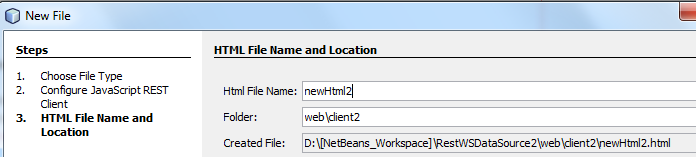 New File
Steps
1. Choose File Type
2. Configure JavaScript REST
Client
3. HTML File Name and
Location
HTML File Name and Location
Html File Name: newHtml2
Folder: web\client2
Created File: D:\[NetBeans_Workspace]\RestWSDataSource2\web\client2\newHtml2.html